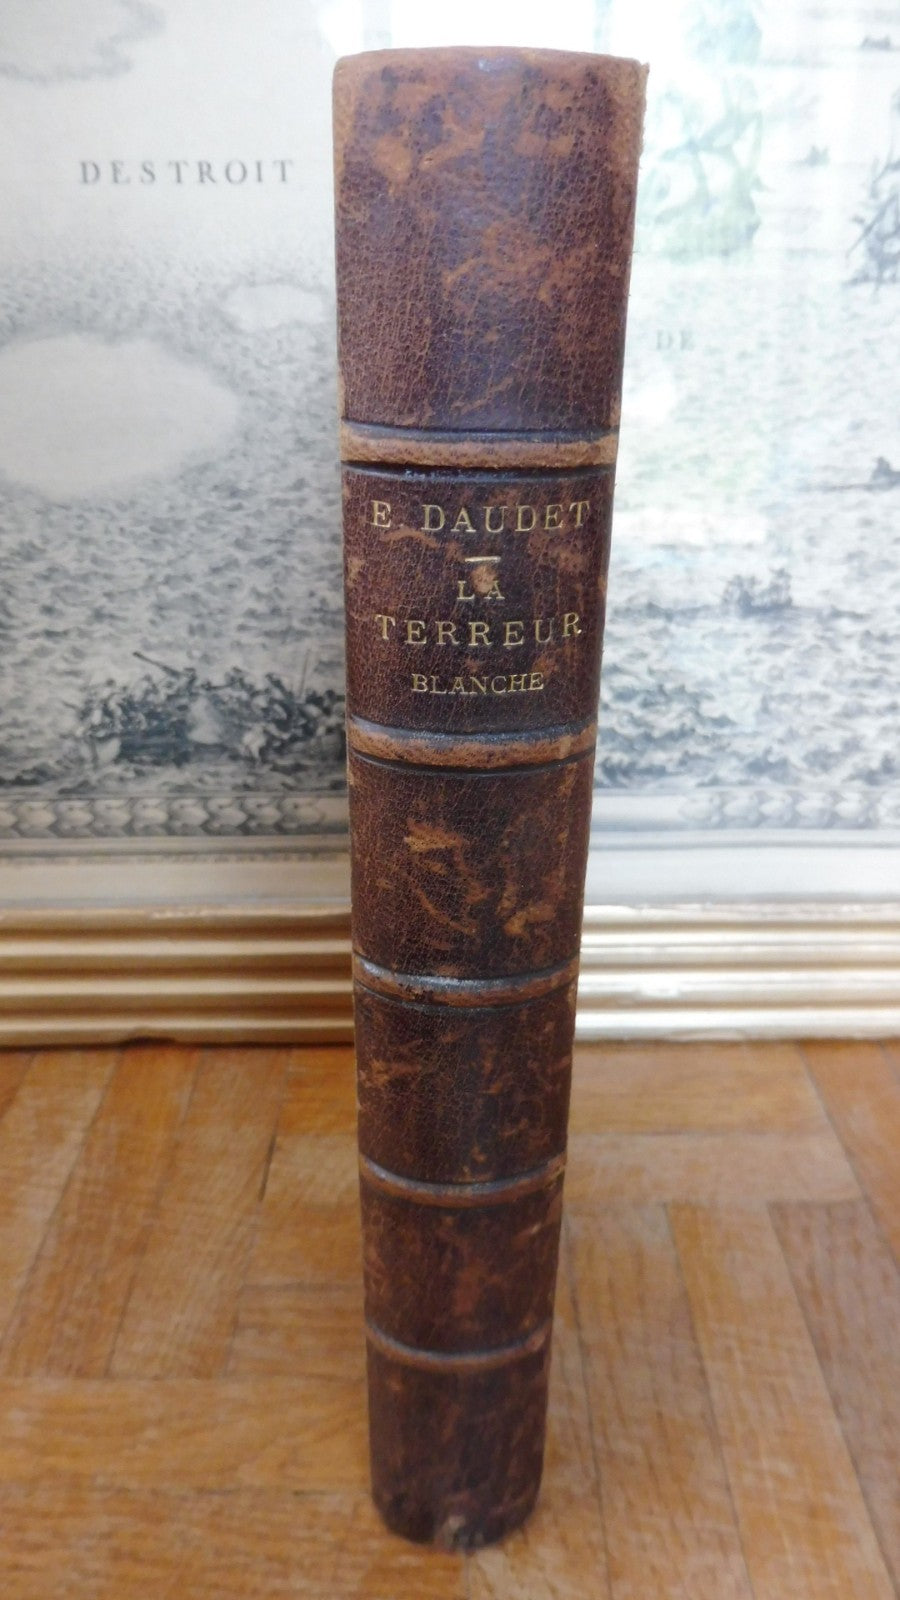 DESTROIT
DE
E. DAUDET
LA
TERREUR
BLANCHE